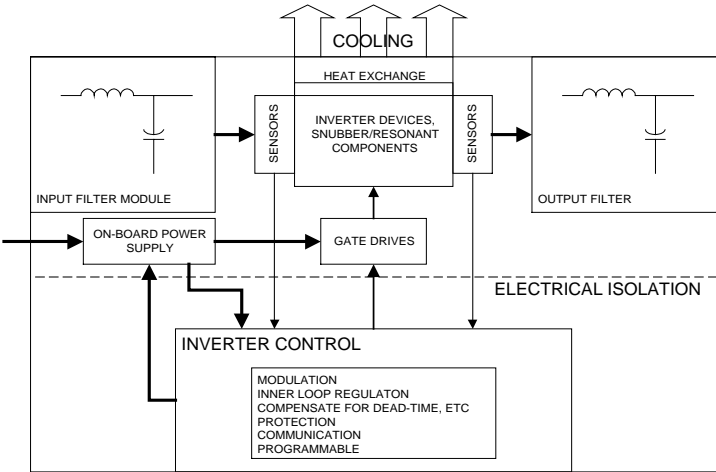 COOLING
HEAT EXCHANGE
SENSORS
INVERTER DEVICES,
SNUBBER/RESONANT
COMPONENTS
SENSORS
INPUT FILTER MODULE
OUTPUT FILTER
ON-BOARD POWER
SUPPLY
GATE DRIVES
ELECTRICAL ISOLATION
INVERTER CONTROL
MODULATION
INNER LOOP REGULATON
COMPENSATE FOR DEAD-TIME, ETC
PROTECTION
COMMUNICATION
PROGRAMMABLE